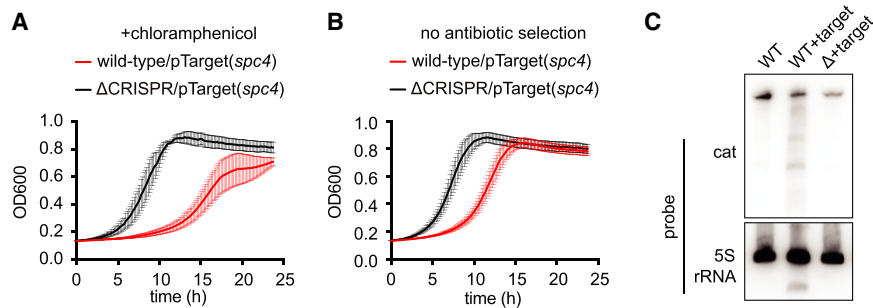 A
+chloramphenicol
wild-type/pTarget(spc4)
ΔCRISPR/pTarget(spc4)
OD600
1.0
0.8
0.6
0.4
0.2
0.0
0 5 10 15 20 25
time (h)
B
no antibiotic selection
wild-type/pTarget(spc4)
ΔCRISPR/pTarget(spc4)
OD600
1.0
0.8
0.6
0.4
0.2
0.0
0 5 10 15 20 25
time (h)
C
WT WT+target Δ+target
probe
cat
5S
rRNA